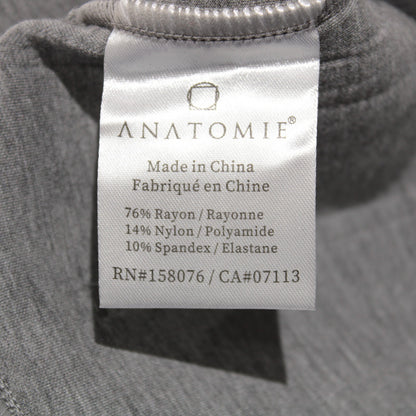 ANATOMIE®
Made in China
Fabriqué en Chine
76% Rayon / Rayonne
14% Nylon / Polyamide
10% Spandex / Elastane
RN#158076 / CA#07113